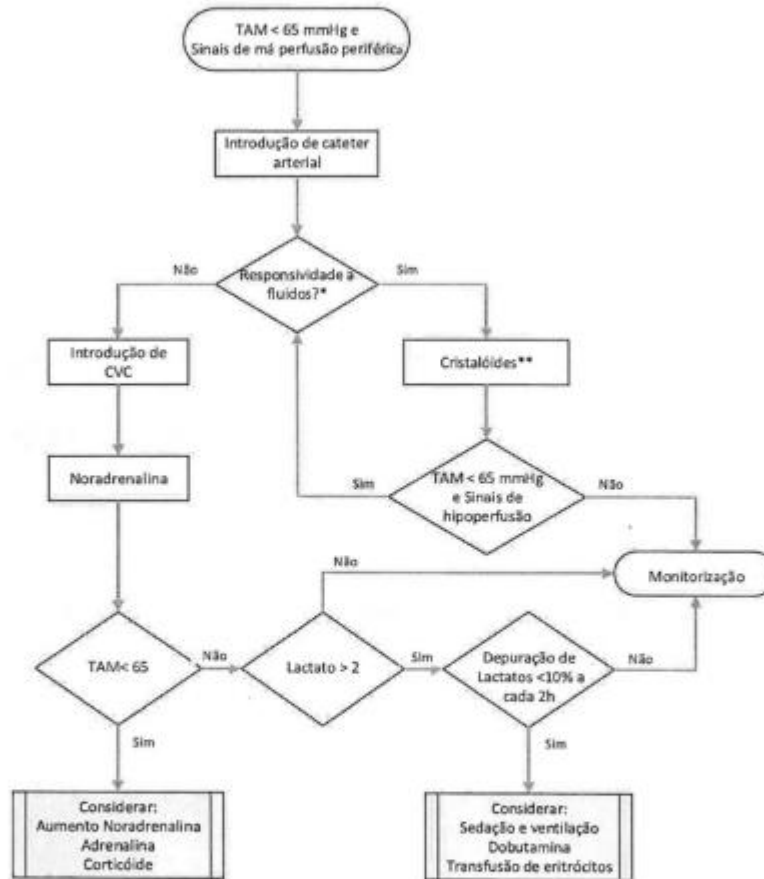 TAM < 65 mmHg e
Sinais de má perfusão periférica
Introdução de cateter
arterial
Não
Responsividade a
fluidos?*
Sim
Introdução de
CVC
Cristalóides**
Noradrenalina
Sim
TAM < 65 mmHg
e Sinais de
hipoperfusão
Não
Não
Monitorização
TAM< 65
Não
Lactato > 2
Sim
Depuração de
Lactatos <10% a
cada 2h
Não
Sim
Sim
Considerar:
Aumento Noradrenalina
Adrenalina
Corticóide
Considerar:
Sedação e ventilação
Dobutamina
Transfusão de eritrócitos